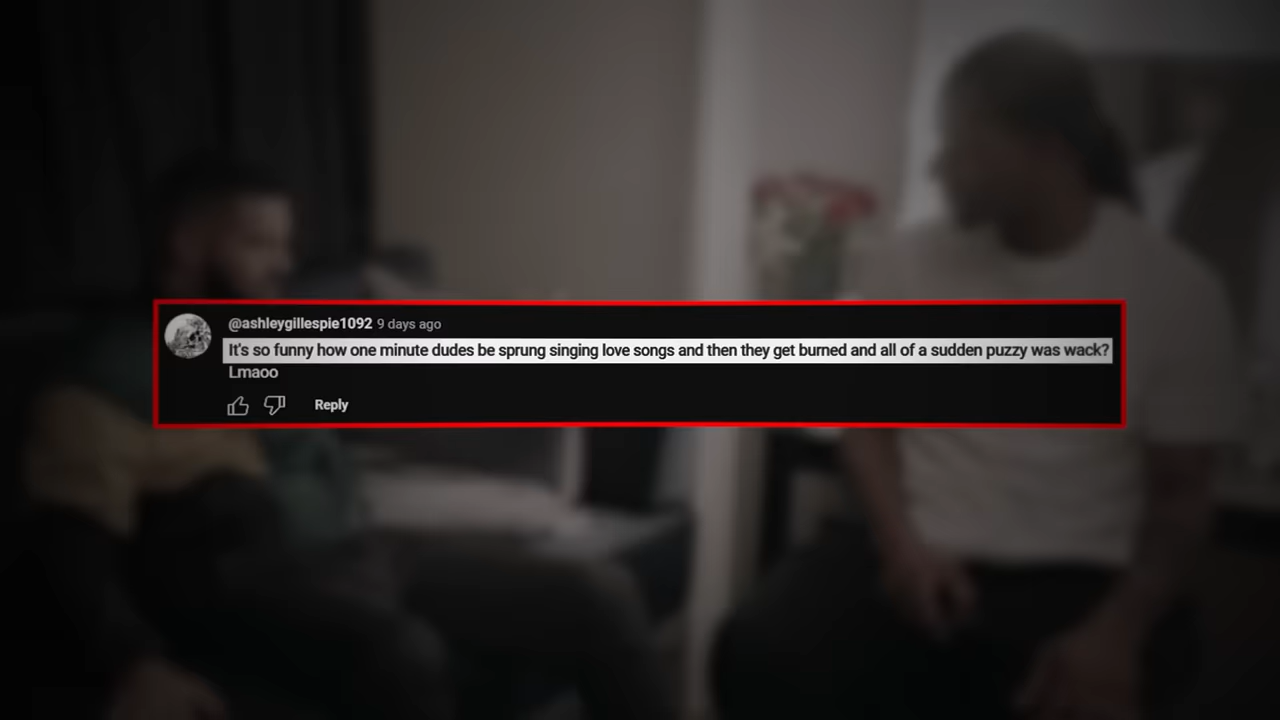 @ashleygillespie1092 9 days ago
It's so funny how one minute dudes be sprung singing love songs and then they get burned and all of a sudden puzzy was wack?
Lmaoo
Reply